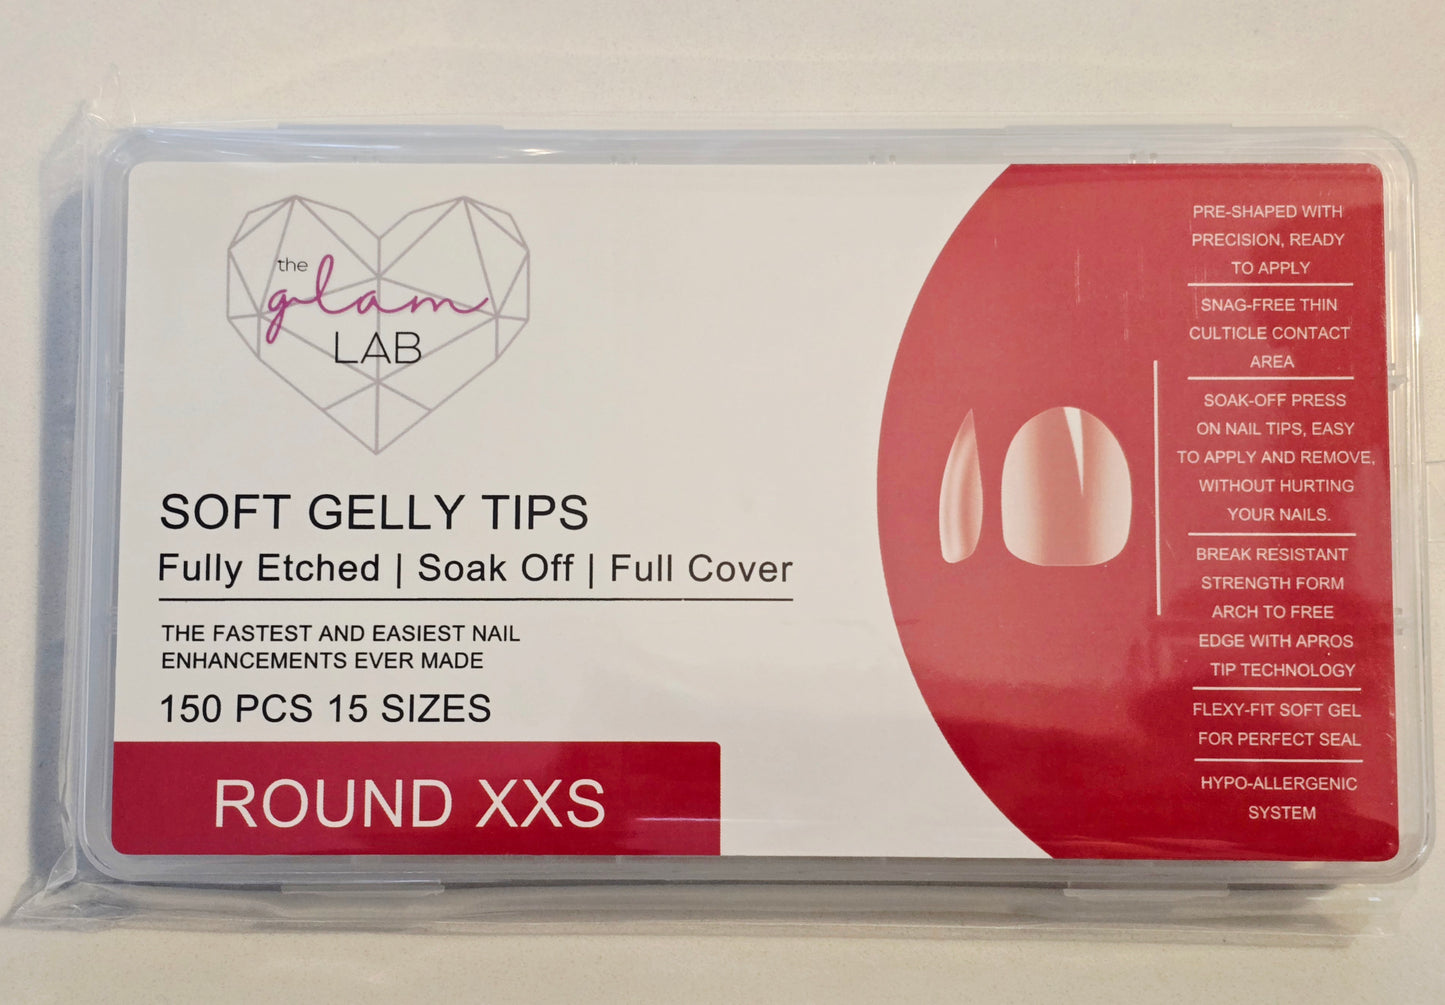 the
glam
LAB
SOFT GELLY TIPS
Fully Etched | Soak Off | Full Cover
THE FASTEST AND EASIEST NAIL
ENHANCEMENTS EVER MADE
150 PCS 15 SIZES
ROUND XXS
PRE-SHAPED WITH
PRECISION, READY
TO APPLY
SNAG-FREE THIN
CULTICLE CONTACT
AREA
SOAK-OFF PRESS
ON NAIL TIPS, EASY
TO APPLY AND REMOVE,
WITHOUT HURTING
YOUR NAILS.
BREAK RESISTANT
STRENGTH FORM
ARCH TO FREE
EDGE WITH APROS
TIP TECHNOLOGY
FLEXY-FIT SOFT GEL
FOR PERFECT SEAL
HYPO-ALLERGENIC
SYSTEM